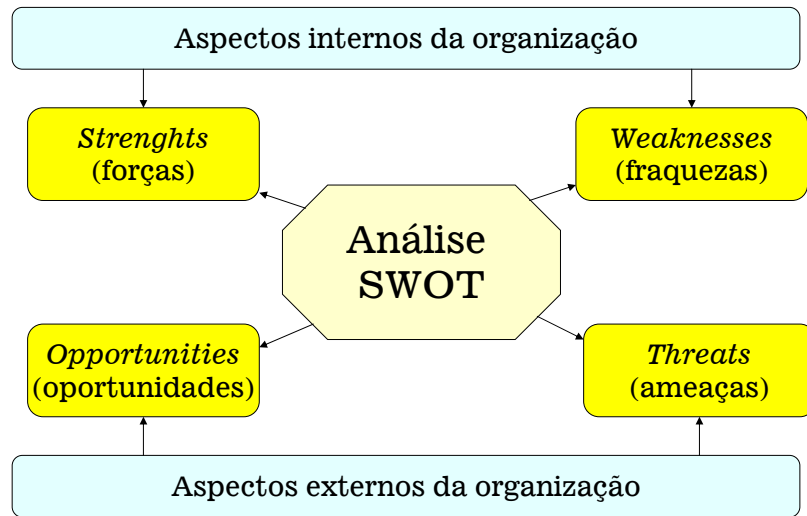 Aspectos internos da organização
Strenghts
(forças)
Weaknesses
(fraquezas)
Análise
SWOT
Opportunities
(oportunidades)
Threats
(ameaças)
Aspectos externos da organização